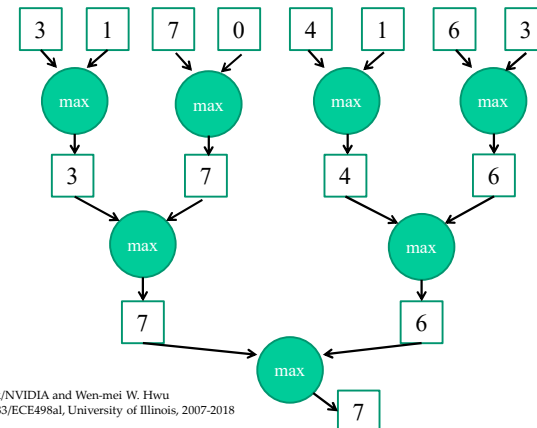 3 1 7 0 4 1 6 3
max max max max
3 7 4 6
max max
7 6
max
/NVIDIA and Wen-mei W. Hwu
/ECE498al, University of Illinois, 2007-2018
7